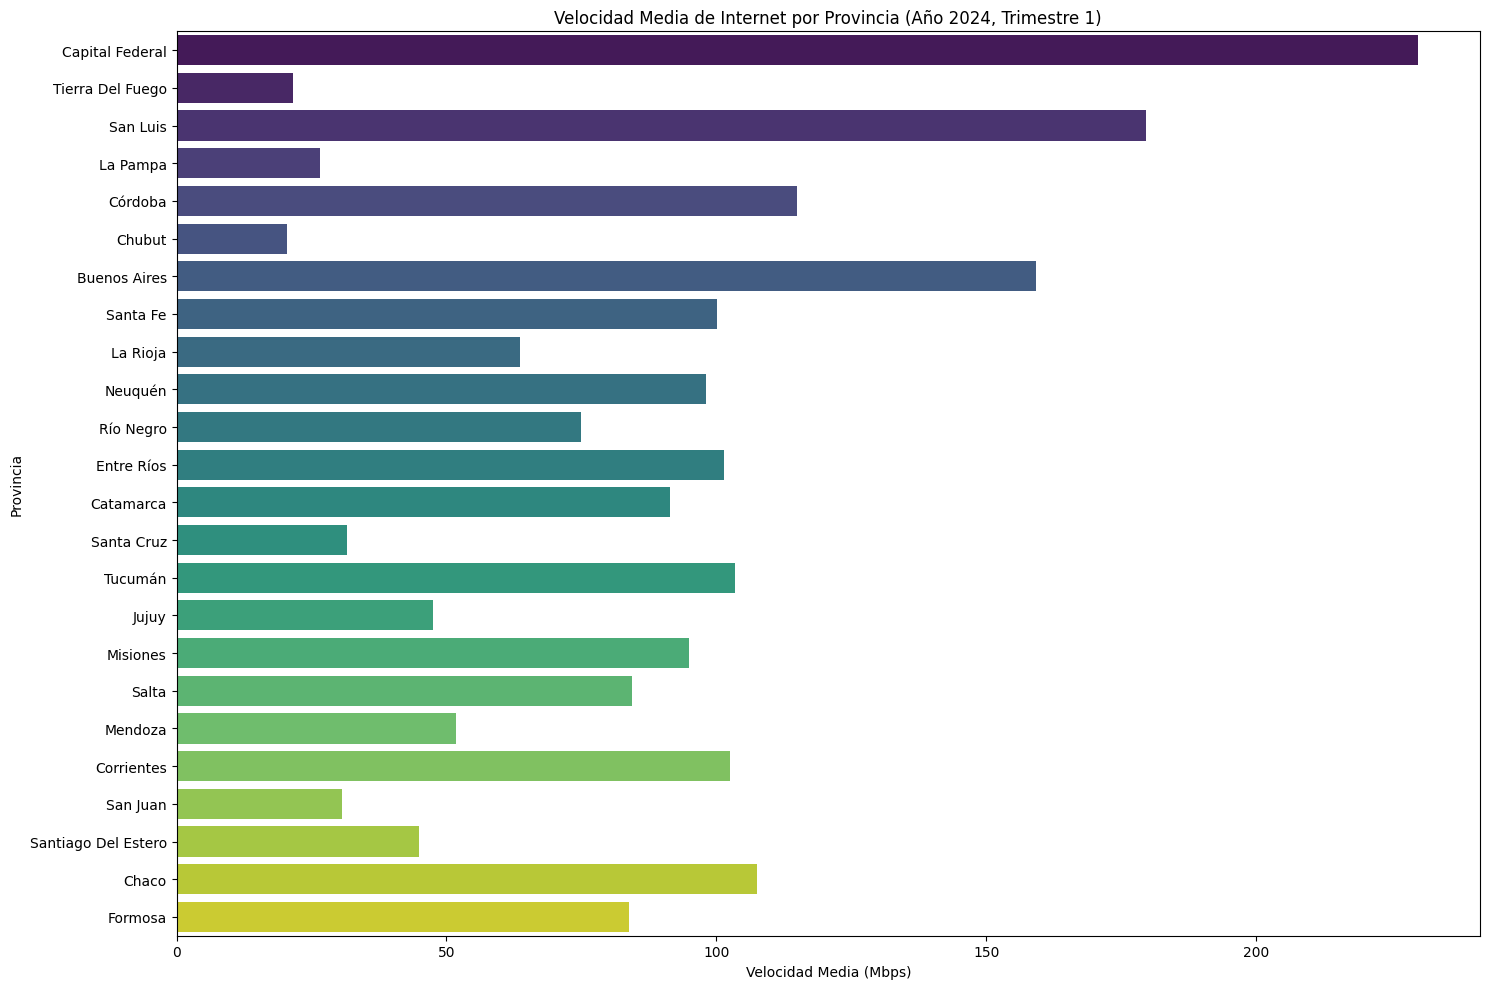 Velocidad Media de Internet por Provincia (Año 2024, Trimestre 1)
Provincia
Capital Federal
Tierra Del Fuego
San Luis
La Pampa
Córdoba
Chubut
Buenos Aires
Santa Fe
La Rioja
Neuquén
Río Negro
Entre Ríos
Catamarca
Santa Cruz
Tucumán
Jujuy
Misiones
Salta
Mendoza
Corrientes
San Juan
Santiago Del Estero
Chaco
Formosa
0 50 100 150 200
Velocidad Media (Mbps)